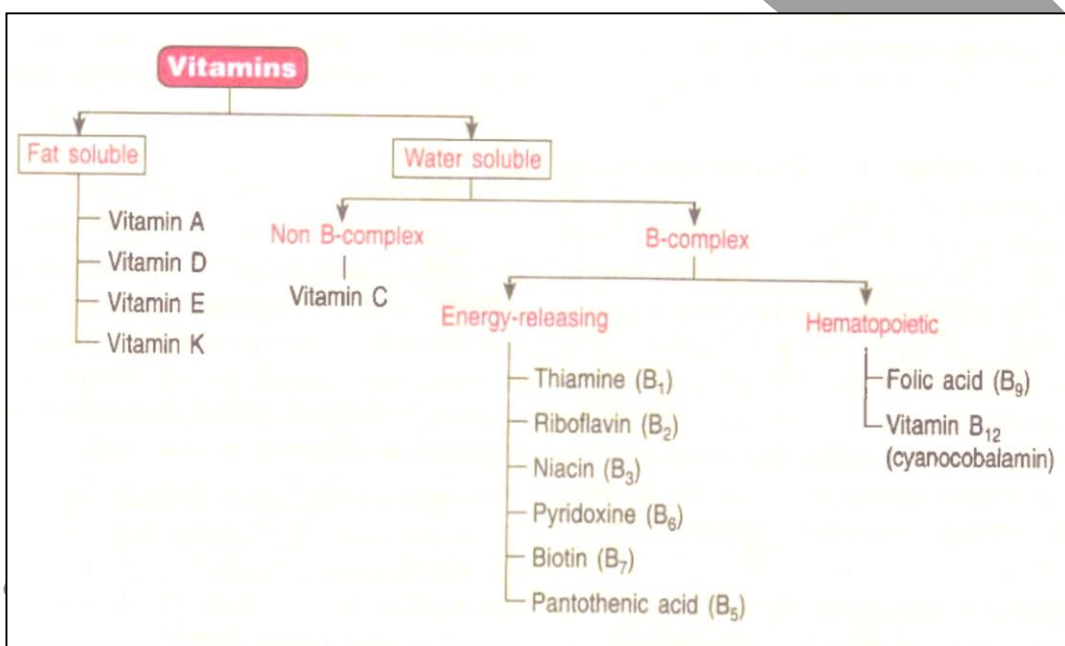 Vitamins
Fat soluble
Vitamin A
Vitamin D
Vitamin E
Vitamin K
Water soluble
Non B-complex
Vitamin C
B-complex
Energy-releasing
Thiamine (B₁)
Riboflavin (B₂)
Niacin (B₃)
Pyridoxine (B₆)
Biotin (B₇)
Pantothenic acid (B₅)
Hematopoietic
Folic acid (B₉)
Vitamin B₁₂
(cyanocobalamin)